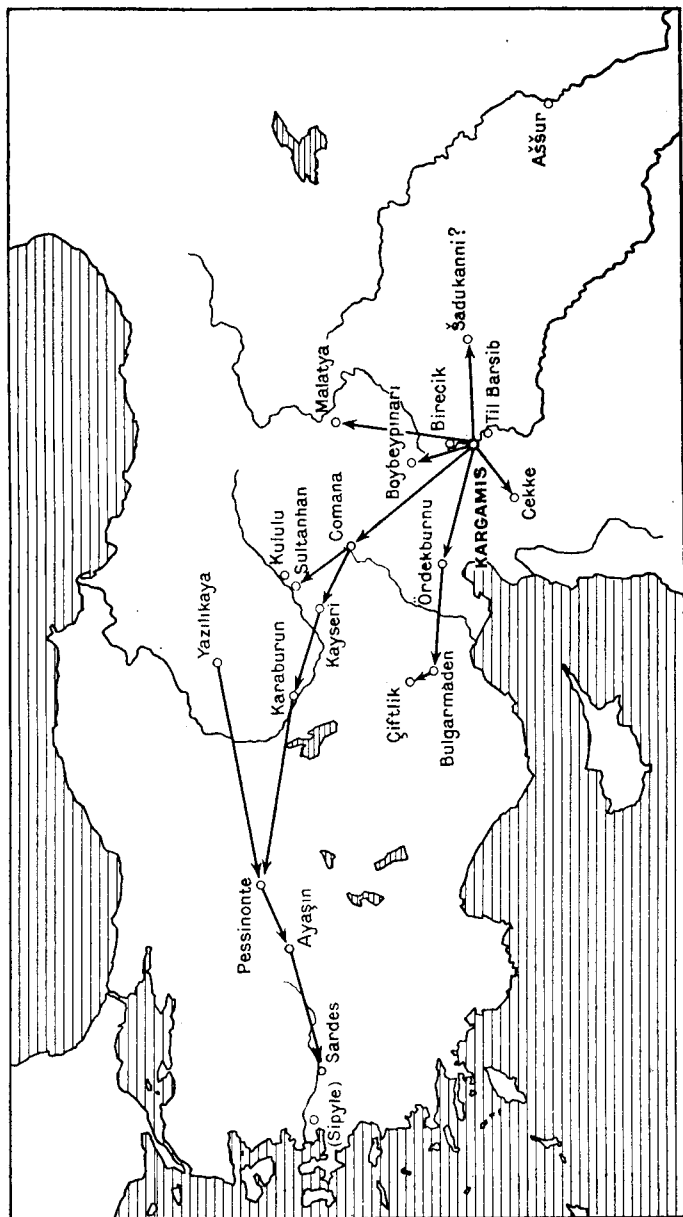 Aššur
Šadukanni?
Malatya
Birecik
Til Barsib
Boybeypınarı
KARGAMIS
Cekke
Comana
Kululu
Sultanhan
Ördekburnu
Kayseri
Yazılıkaya
Karaburun
Çiftlik
Bulgarmaden
Pessinonte
Ayaşın
Sardes
(Sipyle)